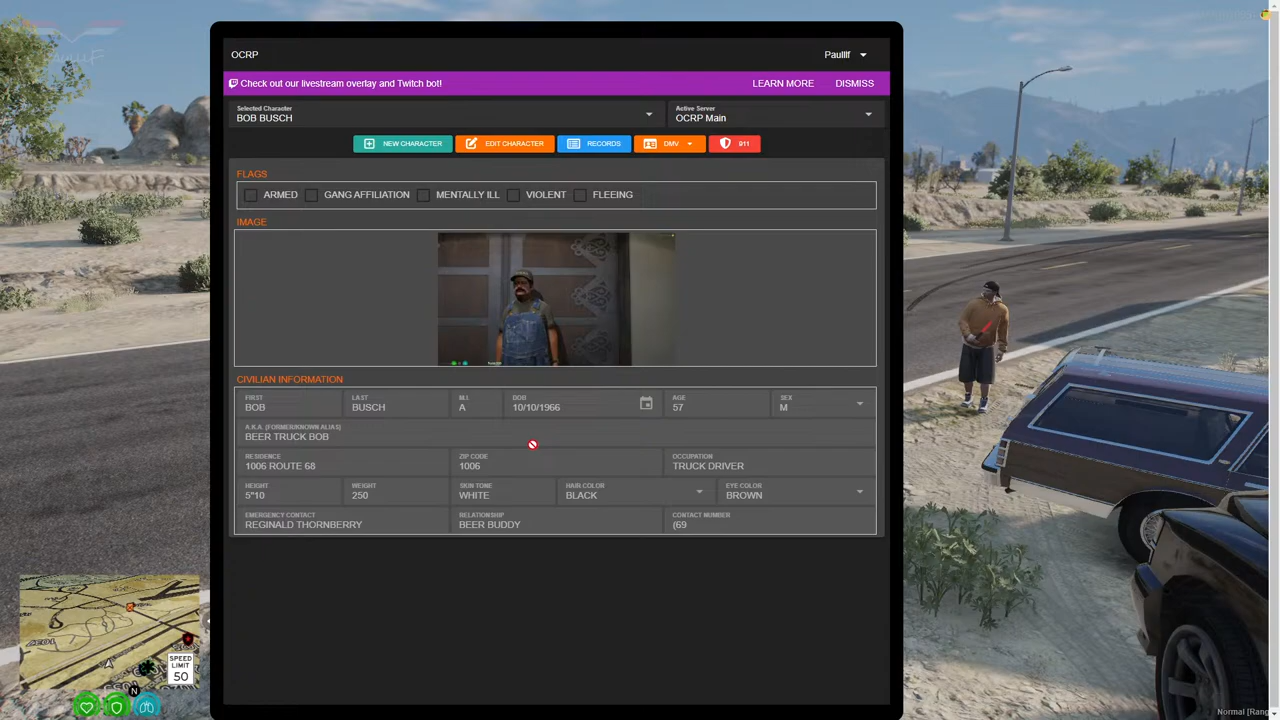 OCRP
Paulllf
Check out our livestream overlay and Twitch bot!
LEARN MORE
DISMISS
Selected Character
BOB BUSCH
Active Server
OCRP Main
NEW CHARACTER
EDIT CHARACTER
RECORDS
DMV
911
FLAGS
ARMED GANG AFFILIATION MENTALLY ILL VIOLENT FLEEING
IMAGE
CIVILIAN INFORMATION
FIRST LAST M.I. DOB AGE SEX
BOB BUSCH A 10/10/1966 57 M
A.K.A. (FORMER/KNOWN ALIAS)
BEER TRUCK BOB
RESIDENCE ZIP CODE OCCUPATION
1006 ROUTE 68 1006 TRUCK DRIVER
HEIGHT WEIGHT SKIN TONE HAIR COLOR EYE COLOR
5"10 250 WHITE BLACK BROWN
EMERGENCY CONTACT RELATIONSHIP CONTACT NUMBER
REGINALD THORNBERRY BEER BUDDY (69
SPEED
LIMIT
50
N
Normal [Rang